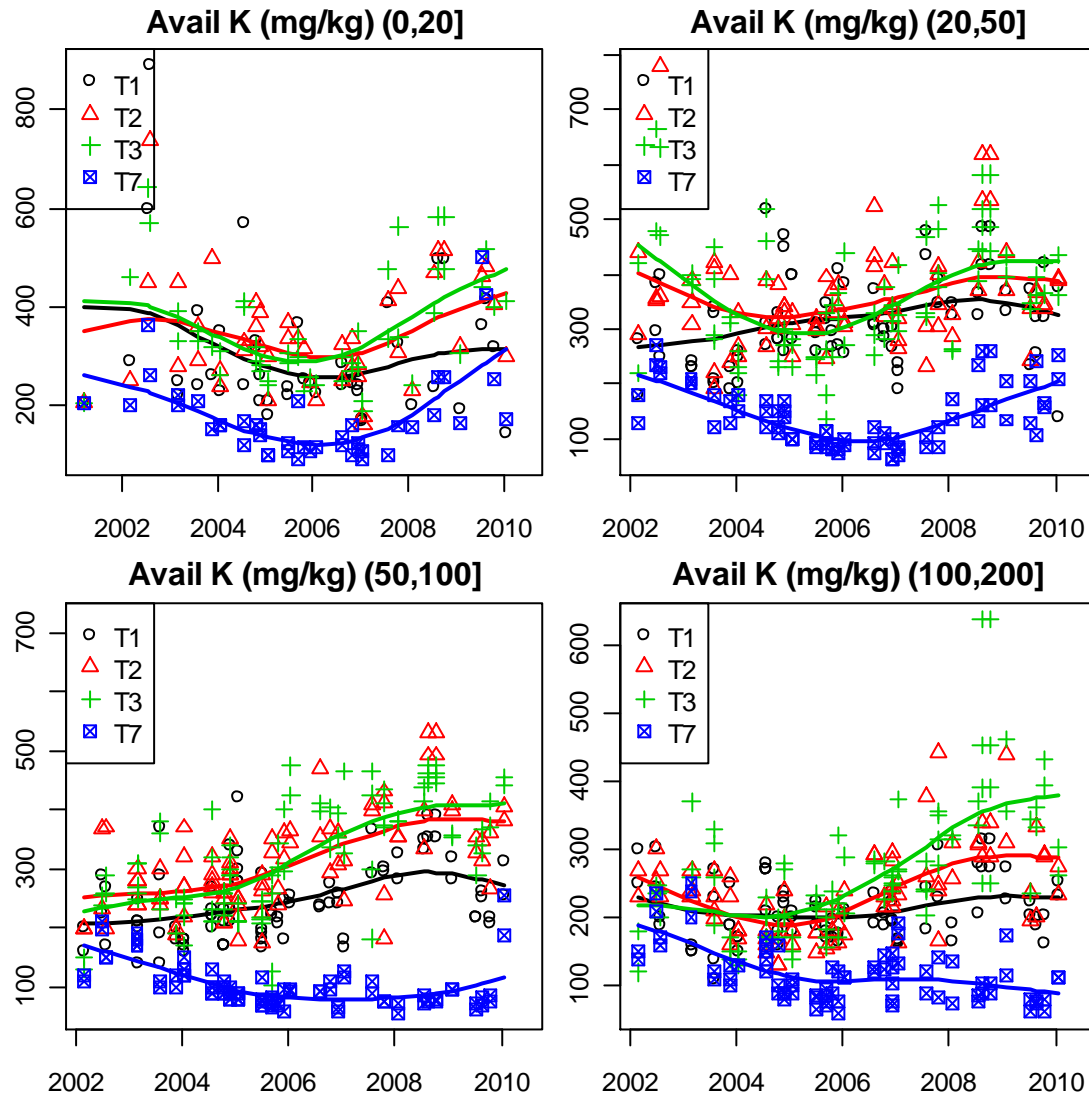 Avail K (mg/kg) (0,20]
T1
T2
T3
T7
200 400 600 800
2002 2004 2006 2008 2010
Avail K (mg/kg) (20,50]
T1
T2
T3
T7
100 300 500 700
2002 2004 2006 2008 2010
Avail K (mg/kg) (50,100]
T1
T2
T3
T7
100 300 500 700
2002 2004 2006 2008 2010
Avail K (mg/kg) (100,200]
T1
T2
T3
T7
100 200 300 400 500 600
2002 2004 2006 2008 2010